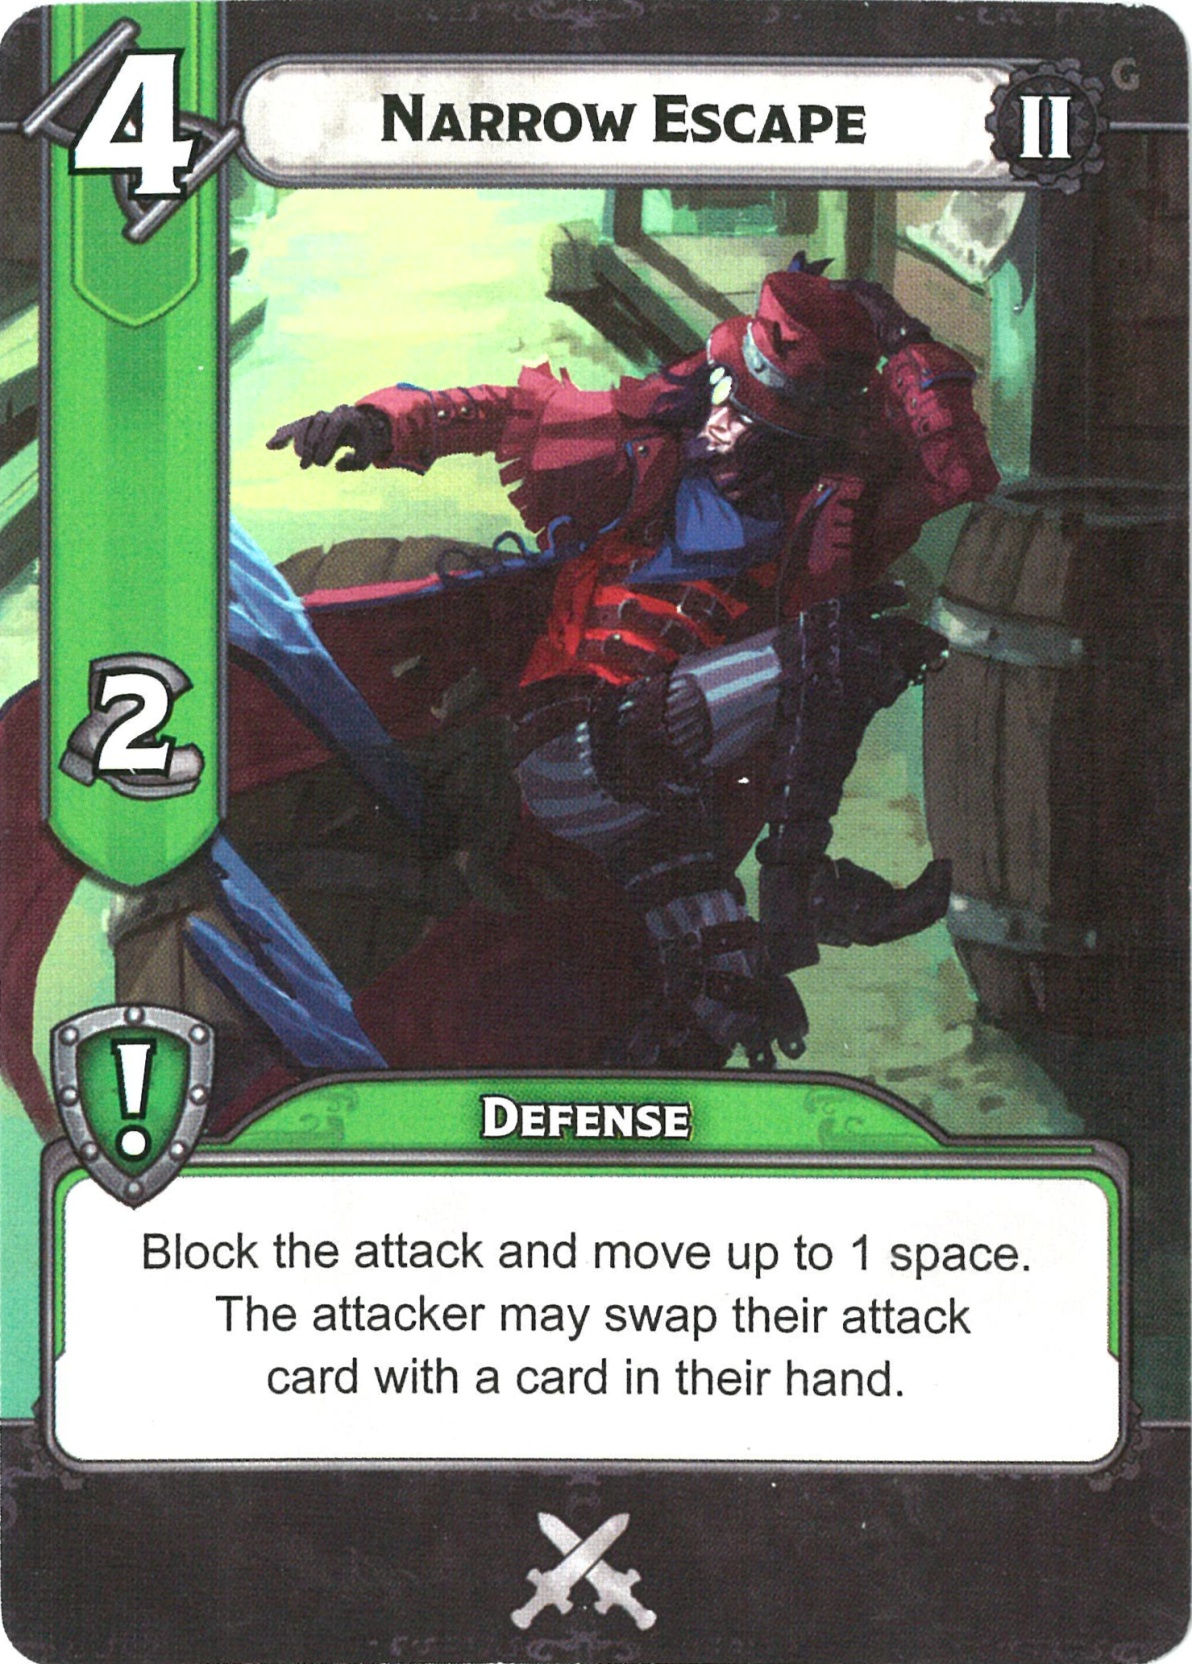 4
NARROW ESCAPE
II
G
2
!
DEFENSE
Block the attack and move up to 1 space.
The attacker may swap their attack
card with a card in their hand.